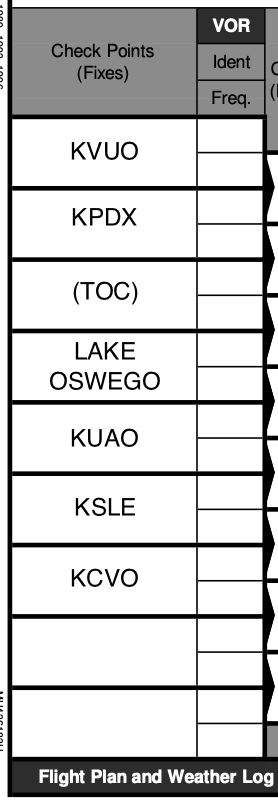 Check Points
(Fixes)
VOR
Ident
Freq.
KVUO
KPDX
(TOC)
LAKE
OSWEGO
KUAO
KSLE
KCVO
Flight Plan and Weather Log